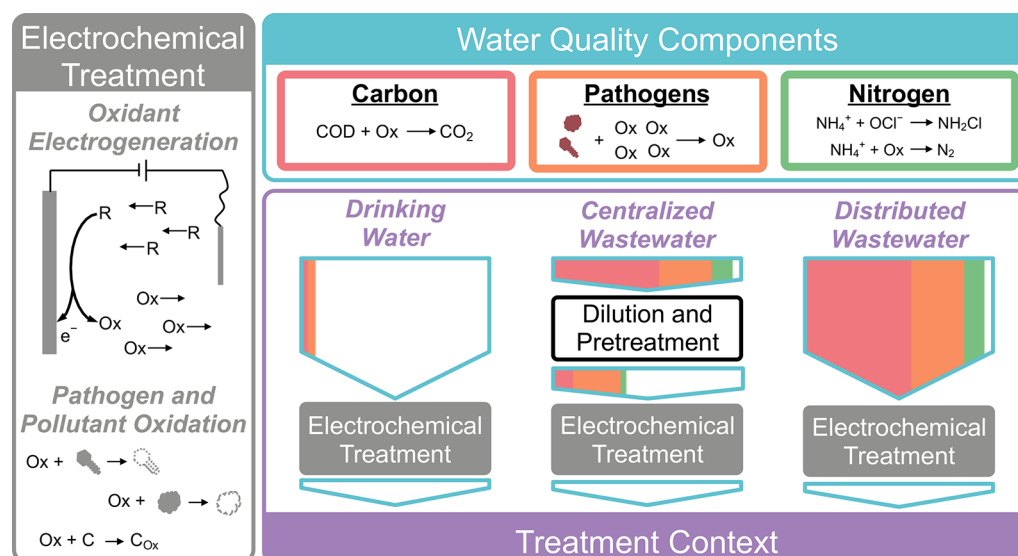 Electrochemical
Treatment
Oxidant
Electrogeneration
R
R
R
R
Ox
Ox
Ox
Ox
e⁻
Pathogen and
Pollutant Oxidation
Ox +
Ox +
Ox + C → C_Ox
Water Quality Components
Carbon
COD + Ox → CO₂
Pathogens
+ Ox Ox
Ox Ox → Ox
Nitrogen
NH₄⁺ + OCl⁻ → NH₂Cl
NH₄⁺ + Ox → N₂
Drinking
Water
Electrochemical
Treatment
Centralized
Wastewater
Dilution and
Pretreatment
Electrochemical
Treatment
Distributed
Wastewater
Electrochemical
Treatment
Treatment Context